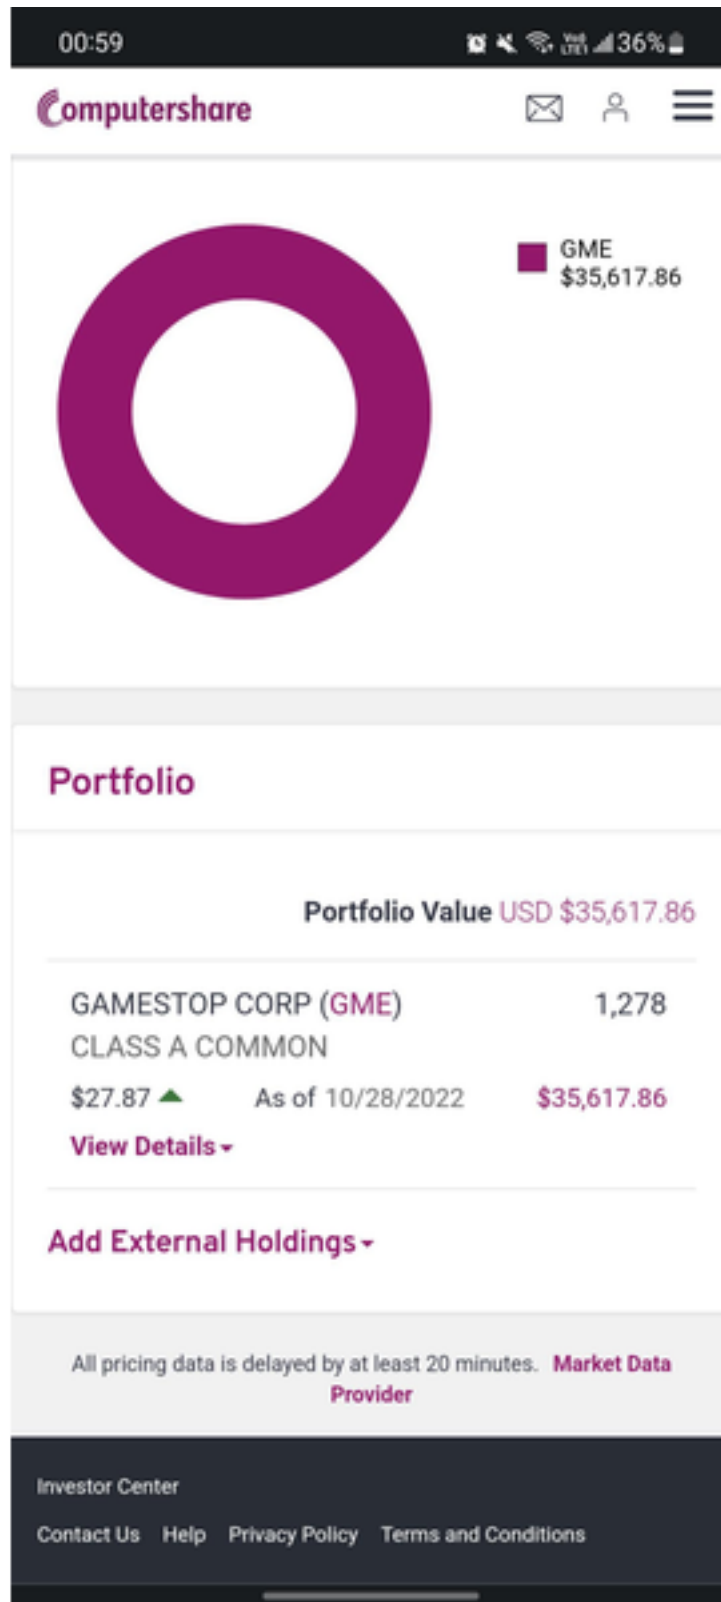 00:59 36%
Computershare
GME
$35,617.86
Portfolio
Portfolio Value USD $35,617.86
GAMESTOP CORP (GME) 1,278
CLASS A COMMON
$27.87 As of 10/28/2022 $35,617.86
View Details
Add External Holdings
All pricing data is delayed by at least 20 minutes. Market Data
Provider
Investor Center
Contact Us Help Privacy Policy Terms and Conditions